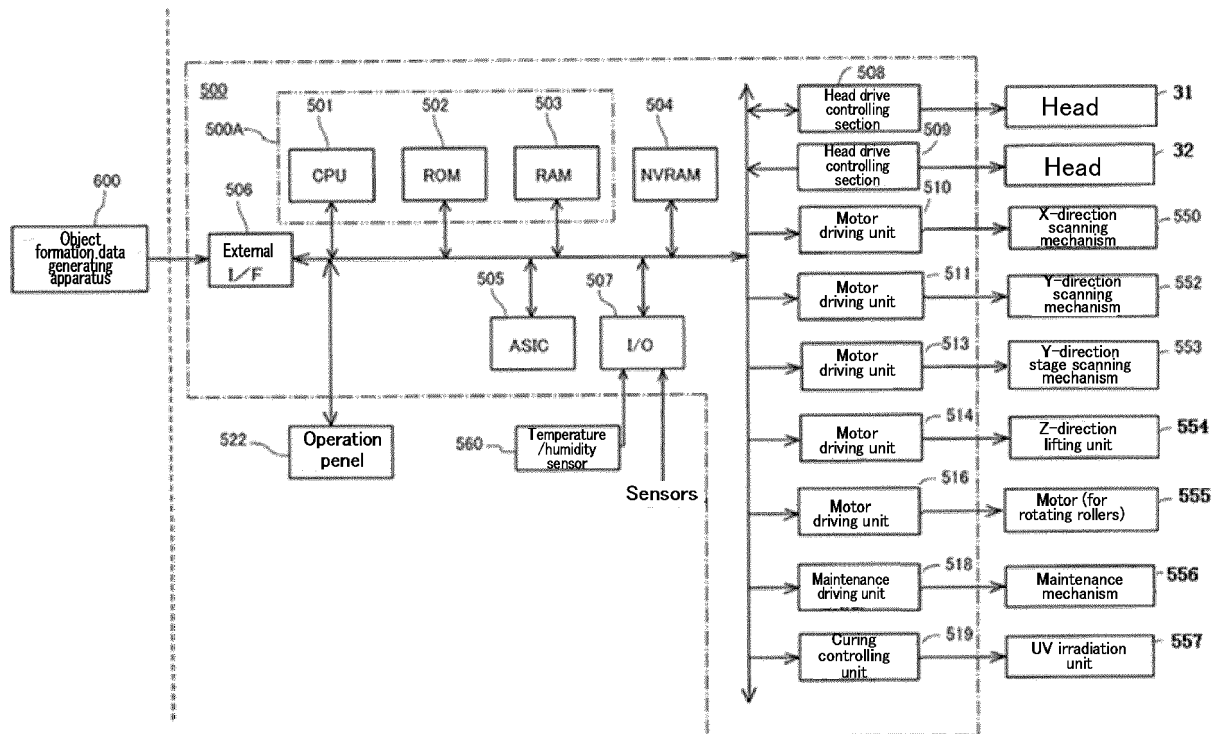 500
500A
501
CPU
502
ROM
503
RAM
504
NVRAM
600
Object
formation data
generating
apparatus
506
External
I/F
505
ASIC
507
I/O
522
Operation
penel
560
Temperature
/humidity
sensor
Sensors
508
Head drive
controlling
section
Head
31
509
Head drive
controlling
section
Head
32
510
Motor
driving unit
X-direction
scanning
mechanism
550
511
Motor
driving unit
Y-direction
scanning
mechanism
552
513
Motor
driving unit
Y-direction
stage scanning
mechanism
553
514
Motor
driving unit
Z-direction
lifting unit
554
516
Motor
driving unit
Motor (for
rotating rollers)
555
518
Maintenance
driving unit
Maintenance
mechanism
556
519
Curing
controlling
unit
UV irradiation
unit
557